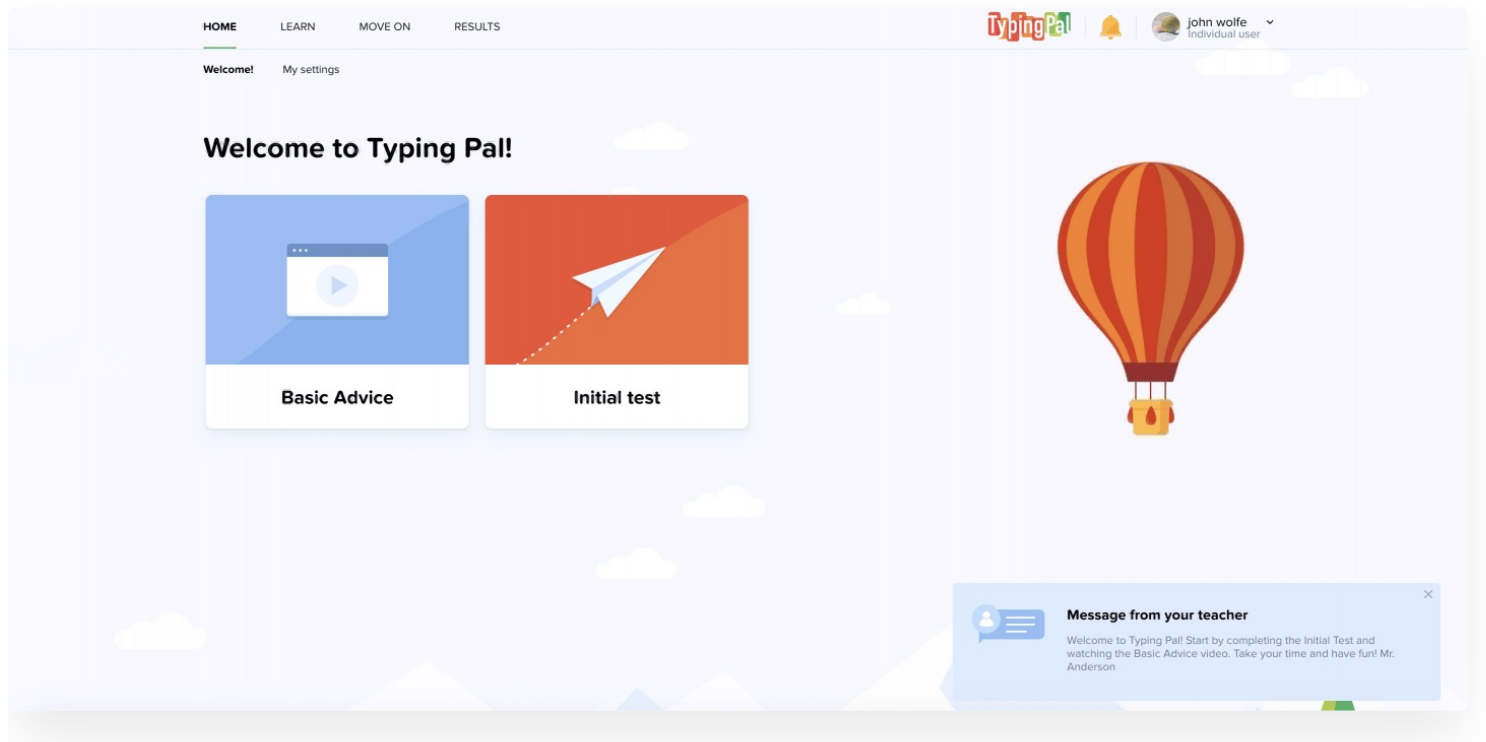 HOME LEARN MOVE ON RESULTS TypingPal john wolfe
Individual user
Welcome! My settings
Welcome to Typing Pal!
Basic Advice Initial test
Message from your teacher
Welcome to Typing Pal! Start by completing the Initial Test and
watching the Basic Advice video. Take your time and have fun! Mr.
Anderson